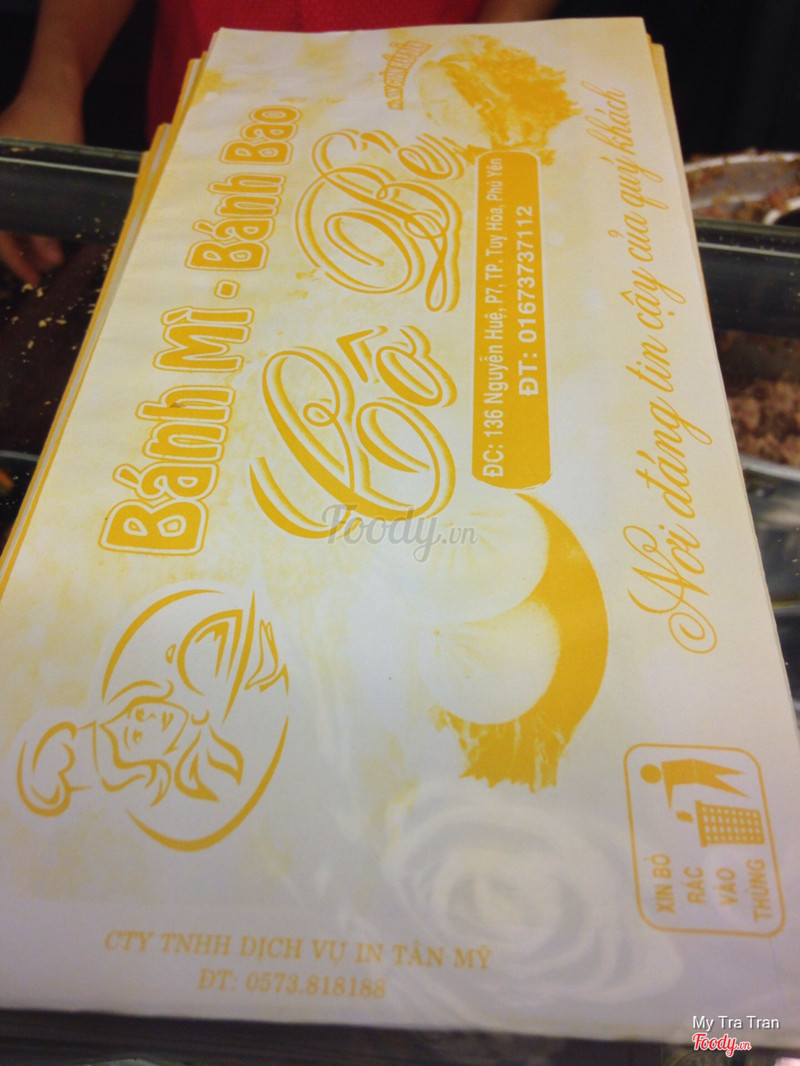 Bánh Mì - Bánh Bao
Cô Bé
ĐC: 136 Nguyễn Huệ, P7, TP. Tuy Hòa, Phú Yên
ĐT: 01673737112
Nơi đáng tin cậy của quý khách
XIN BỎ
RÁC
VÀO
THÙNG
CTY TNHH DỊCH VỤ IN TÂN MỸ
ĐT: 0573.818188
Foody.vn
My Tra Tran
Foody.vn